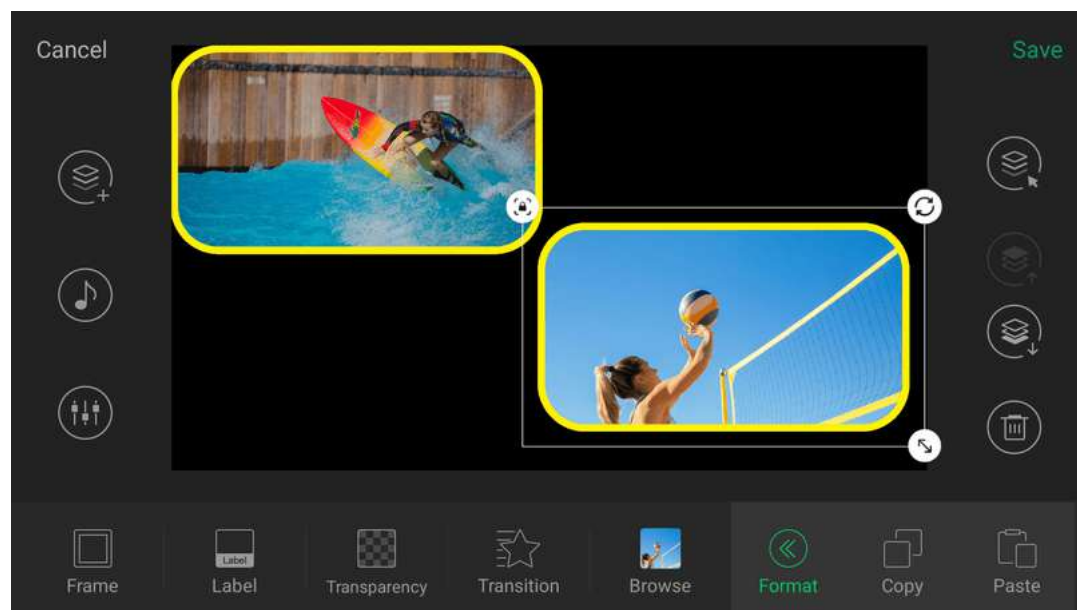 Cancel
Save
Label
Frame
Label
Transparency
Transition
Browse
Format
Copy
Paste